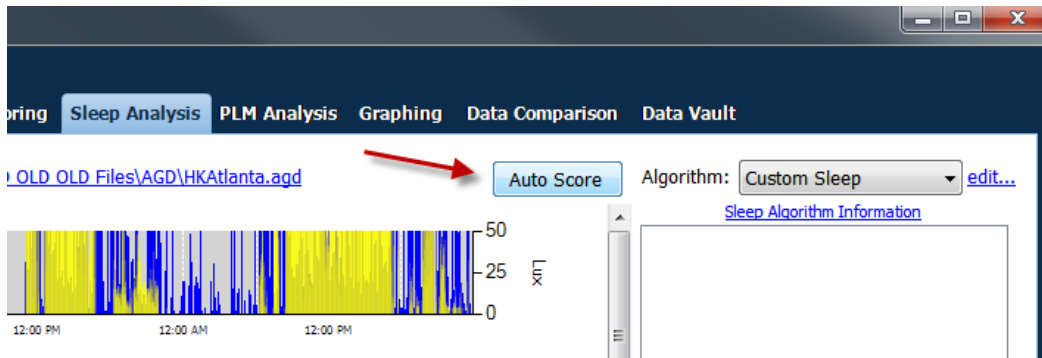 oring Sleep Analysis PLM Analysis Graphing Data Comparison Data Vault
OLD OLD Files\AGD\HKAtlanta.agd Auto Score Algorithm: Custom Sleep edit...
Sleep Algorithm Information
50
25
0
Lux
12:00 PM 12:00 AM 12:00 PM